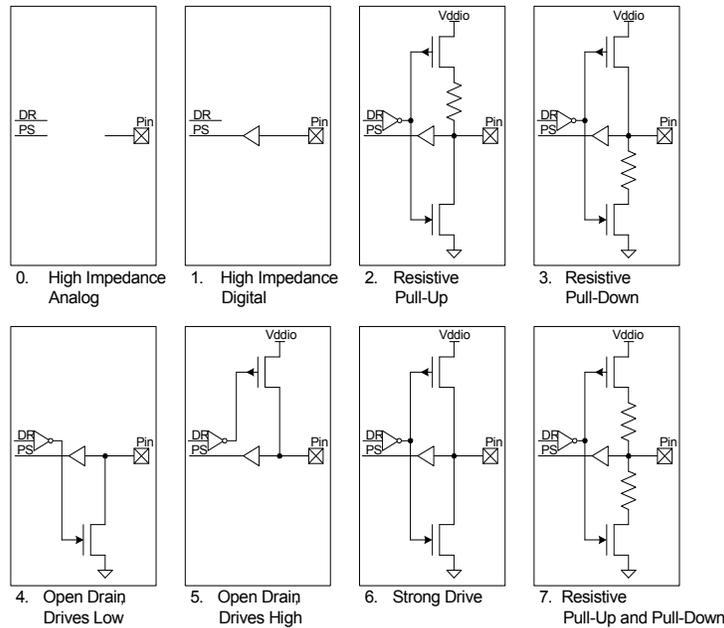 Vddio Vddio
DR Pin DR Pin DR Pin DR Pin
PS PS PS PS
0. High Impedance 1. High Impedance 2. Resistive 3. Resistive
Analog Digital Pull-Up Pull-Down
Vddio Vddio Vddio
DR Pin DR Pin DR Pin DR Pin
PS PS PS PS
4. Open Drain, 5. Open Drain, 6. Strong Drive 7. Resistive
Drives Low Drives High Pull-Up and Pull-Down